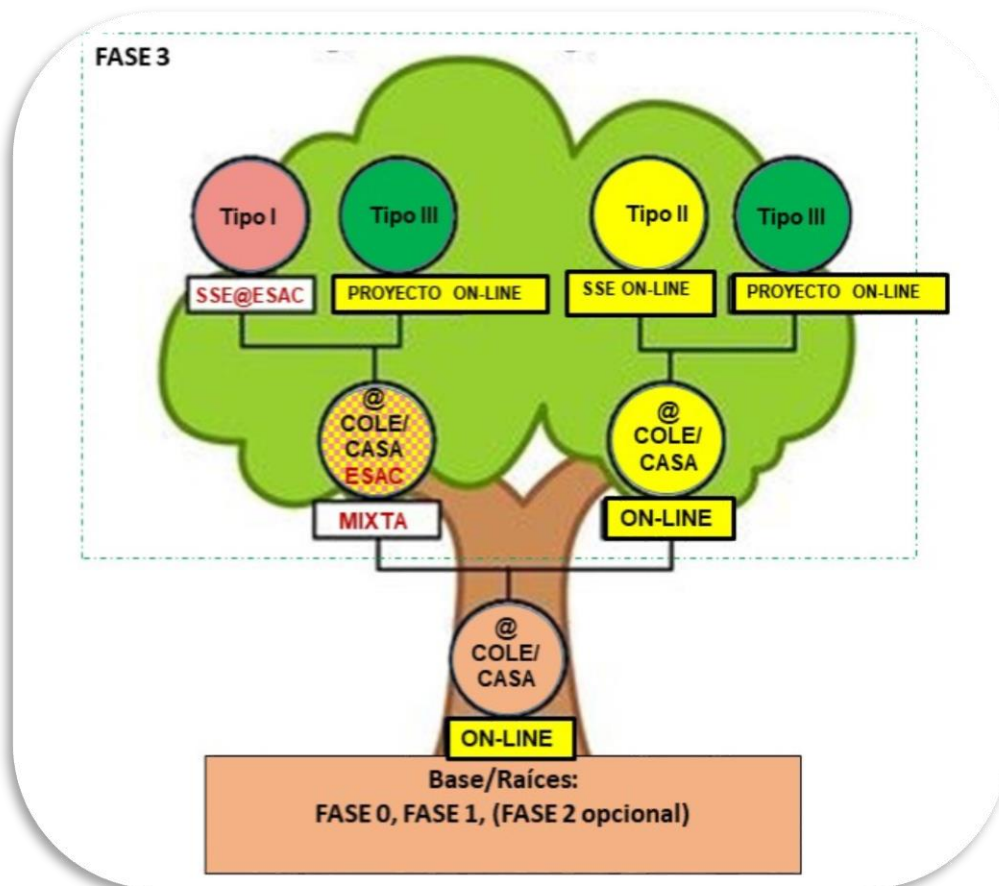 FASE 3
Tipo I
Tipo III
Tipo II
Tipo III
SSE@ESAC
PROYECTO ON-LINE
SSE ON-LINE
PROYECTO ON-LINE
@
COLE/
CASA
ESAC
MIXTA
@
COLE/
CASA
ON-LINE
@
COLE/
CASA
ON-LINE
Base/Raíces:
FASE 0, FASE 1, (FASE 2 opcional)